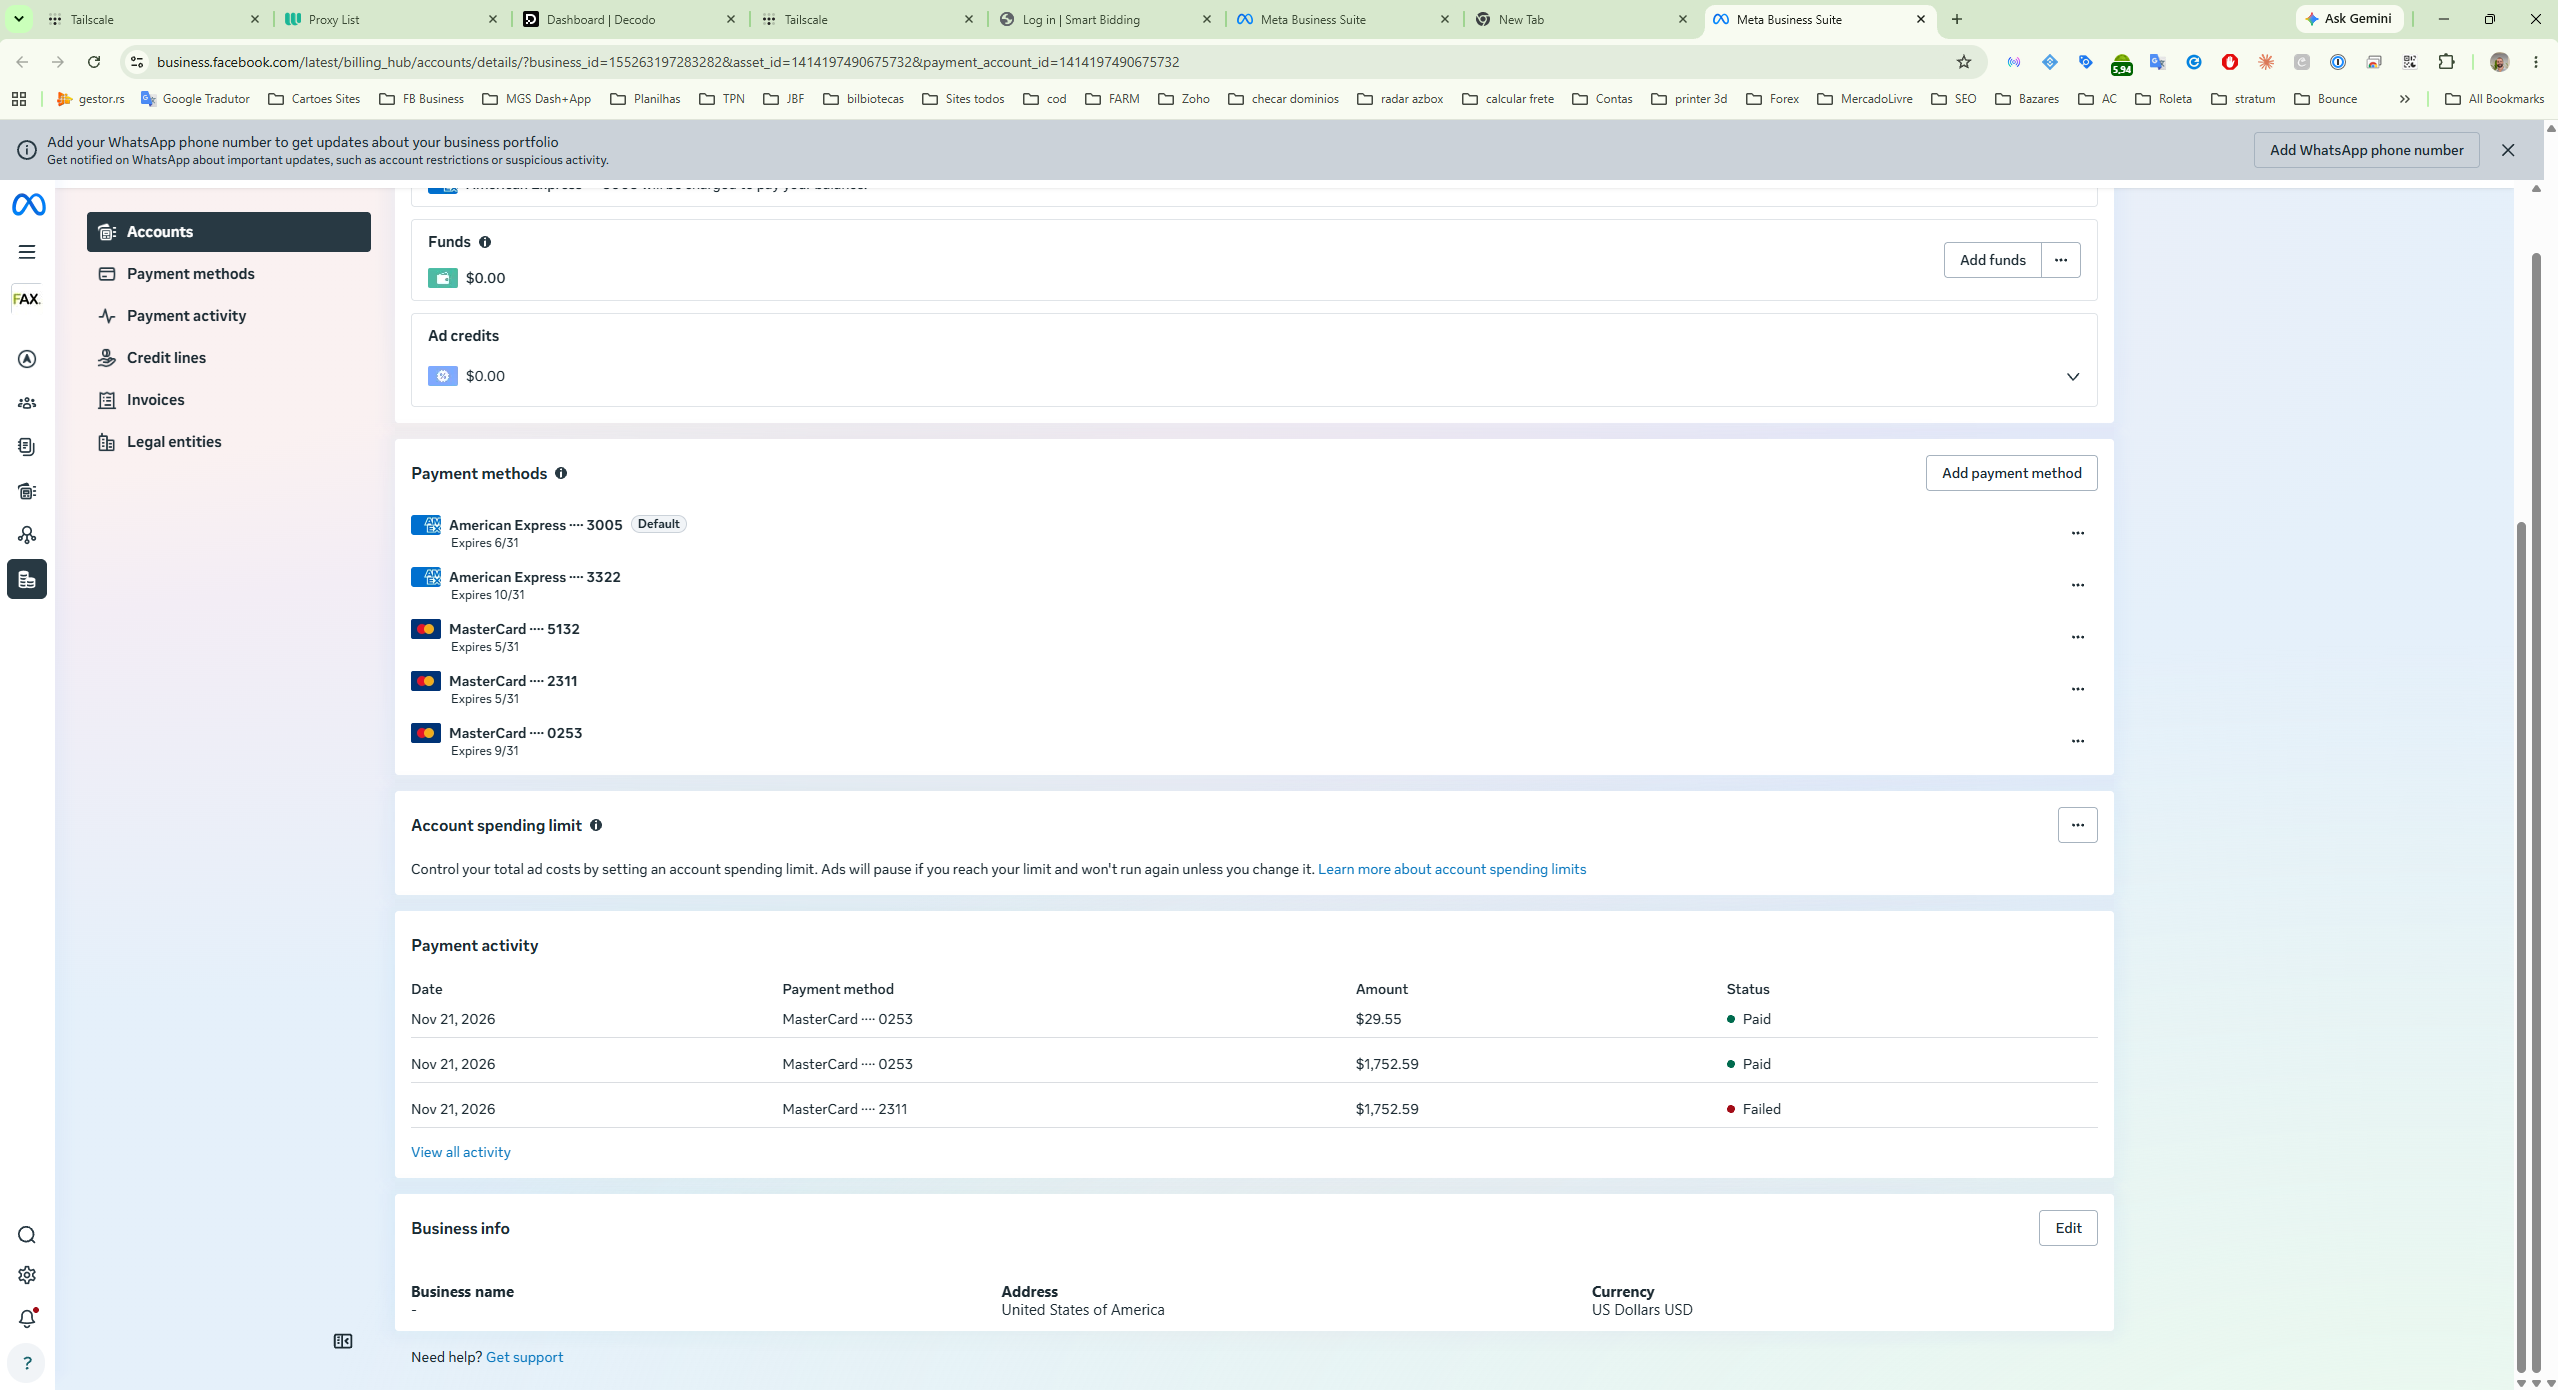 Tailscale
Proxy List
Dashboard | Decodo
Tailscale
Log in | Smart Bidding
Meta Business Suite
New Tab
Meta Business Suite
Ask Gemini
business.facebook.com/latest/billing_hub/accounts/details/?business_id=155263197283282&asset_id=1414197490675732&payment_account_id=1414197490675732
5,94
gestor.rs
Google Tradutor
Cartoes Sites
FB Business
MGS Dash+App
Planilhas
TPN
JBF
bilbiotecas
Sites todos
cod
FARM
Zoho
checar dominios
radar azbox
calcular frete
Contas
printer 3d
Forex
MercadoLivre
SEO
Bazares
AC
Roleta
stratum
Bounce
All Bookmarks
Add your WhatsApp phone number to get updates about your business portfolio
Get notified on WhatsApp about important updates, such as account restrictions or suspicious activity.
Add WhatsApp phone number
FAX.
Accounts
Payment methods
Payment activity
Credit lines
Invoices
Legal entities
Funds
$0.00
Add funds
Ad credits
$0.00
Payment methods
Add payment method
American Express ···· 3005 Default
Expires 6/31
American Express ···· 3322
Expires 10/31
MasterCard ···· 5132
Expires 5/31
MasterCard ···· 2311
Expires 5/31
MasterCard ···· 0253
Expires 9/31
Account spending limit
Control your total ad costs by setting an account spending limit. Ads will pause if you reach your limit and won't run again unless you change it. Learn more about account spending limits
Payment activity
Date Payment method Amount Status
Nov 21, 2026 MasterCard ···· 0253 $29.55 Paid
Nov 21, 2026 MasterCard ···· 0253 $1,752.59 Paid
Nov 21, 2026 MasterCard ···· 2311 $1,752.59 Failed
View all activity
Business info
Edit
Business name Address Currency
- United States of America US Dollars USD
Need help? Get support